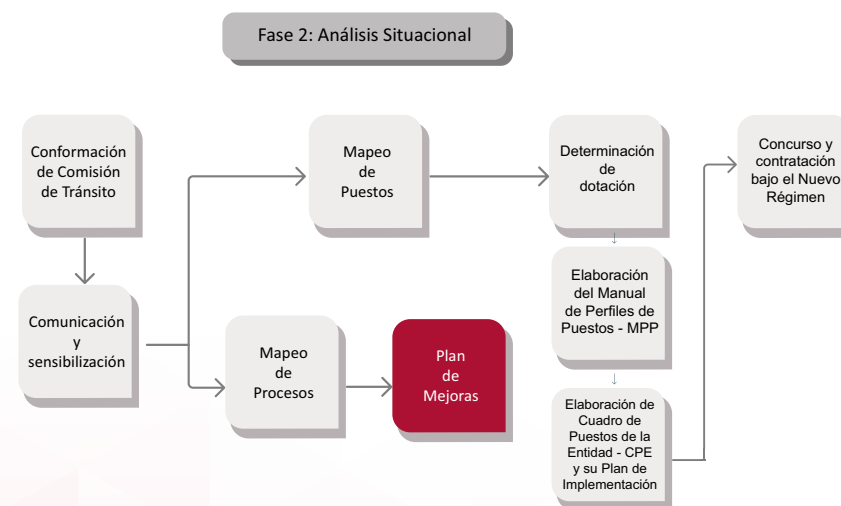 Fase 2: Análisis Situacional
Conformación
de Comisión
de Tránsito
Comunicación
y
sensibilización
Mapeo
de
Puestos
Mapeo
de
Procesos
Plan
de
Mejoras
Determinación
de
dotación
Elaboración
del Manual
de Perfiles de
Puestos - MPP
Elaboración de
Cuadro de
Puestos de la
Entidad - CPE
y su Plan de
Implementación
Concurso y
contratación
bajo el Nuevo
Régimen